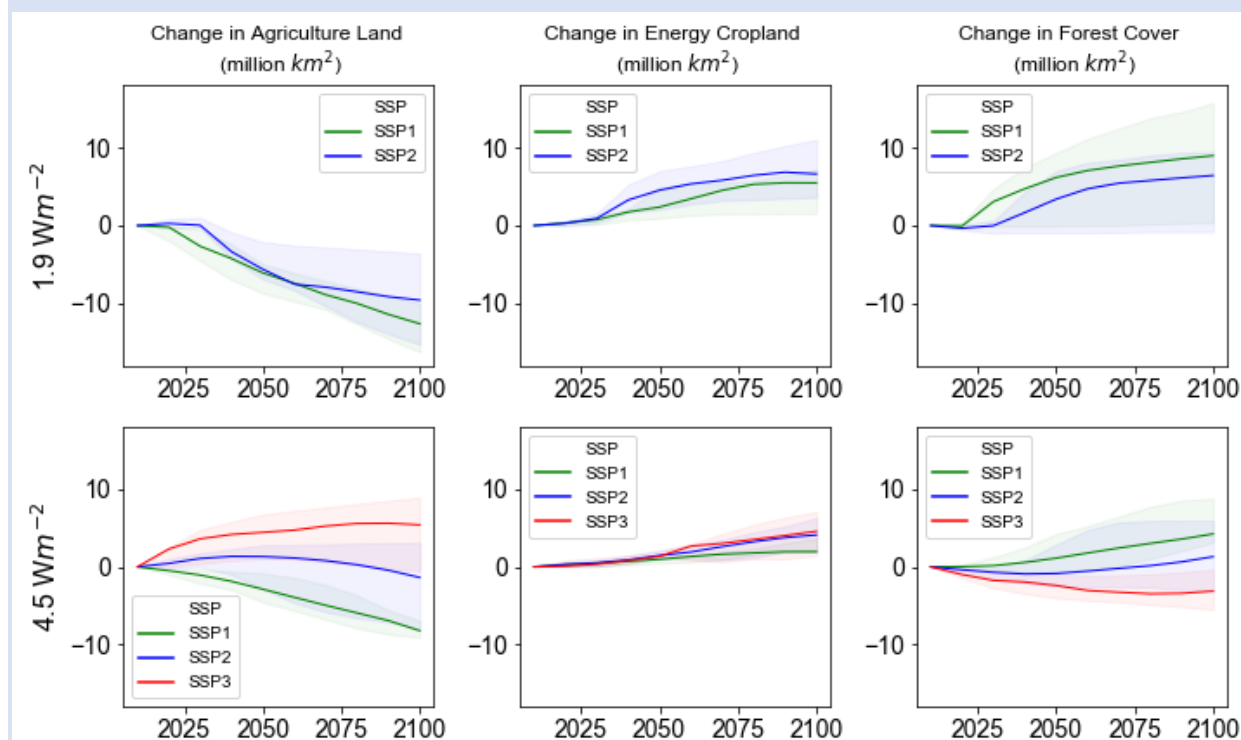 Change in Agriculture Land
(million km²)
Change in Energy Cropland
(million km²)
Change in Forest Cover
(million km²)
1.9 Wm⁻²
10
0
−10
SSP
SSP1
SSP2
2025 2050 2075 2100
10
0
−10
SSP
SSP1
SSP2
2025 2050 2075 2100
10
0
−10
SSP
SSP1
SSP2
2025 2050 2075 2100
4.5 Wm⁻²
10
0
−10
SSP
SSP1
SSP2
SSP3
2025 2050 2075 2100
10
0
−10
SSP
SSP1
SSP2
SSP3
2025 2050 2075 2100
10
0
−10
SSP
SSP1
SSP2
SSP3
2025 2050 2075 2100